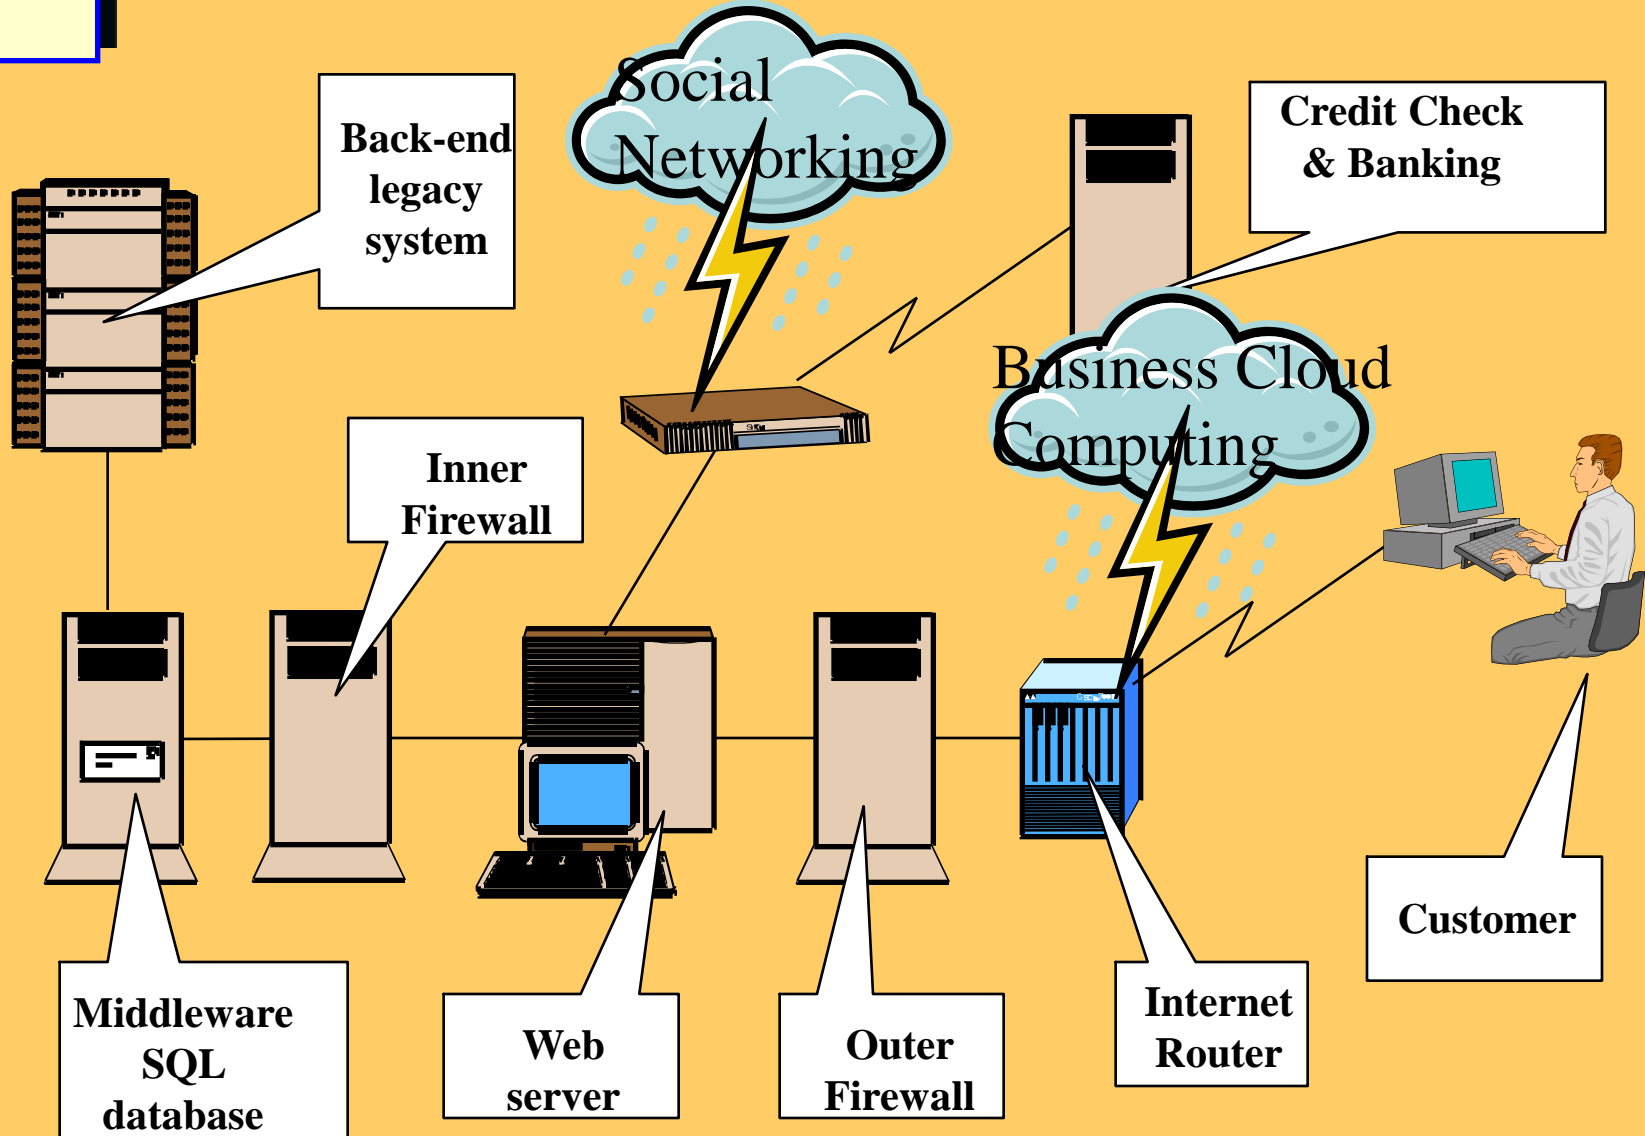 Social
Networking
Back-end
legacy
system
Credit Check
& Banking
Business Cloud
Computing
Inner
Firewall
Customer
Middleware
SQL
database
Web
server
Outer
Firewall
Internet
Router